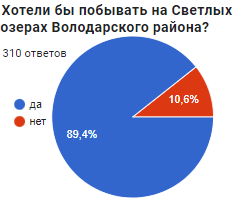 Хотели бы побывать на Светлых
озерах Володарского района?
310 ответов
да
нет
10,6%
89,4%